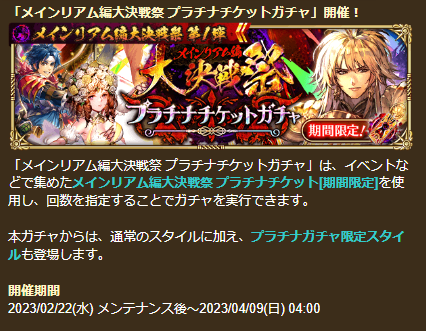 「メインリアム編大決戦祭 プラチナチケットガチャ」開催！
メインリアム編大決戦祭 第1弾
メインリアム編
大決戦祭
プラチナチケットガチャ
期間限定！
「メインリアム編大決戦祭 プラチナチケットガチャ」は、イベントな
どで集めたメインリアム編大決戦祭 プラチナチケット[期間限定]を使
用し、回数を指定することでガチャを実行できます。
本ガチャからは、通常のスタイルに加え、プラチナガチャ限定スタイ
ルも登場します。
開催期間
2023/02/22(水) メンテナンス後～2023/04/09(日) 04:00